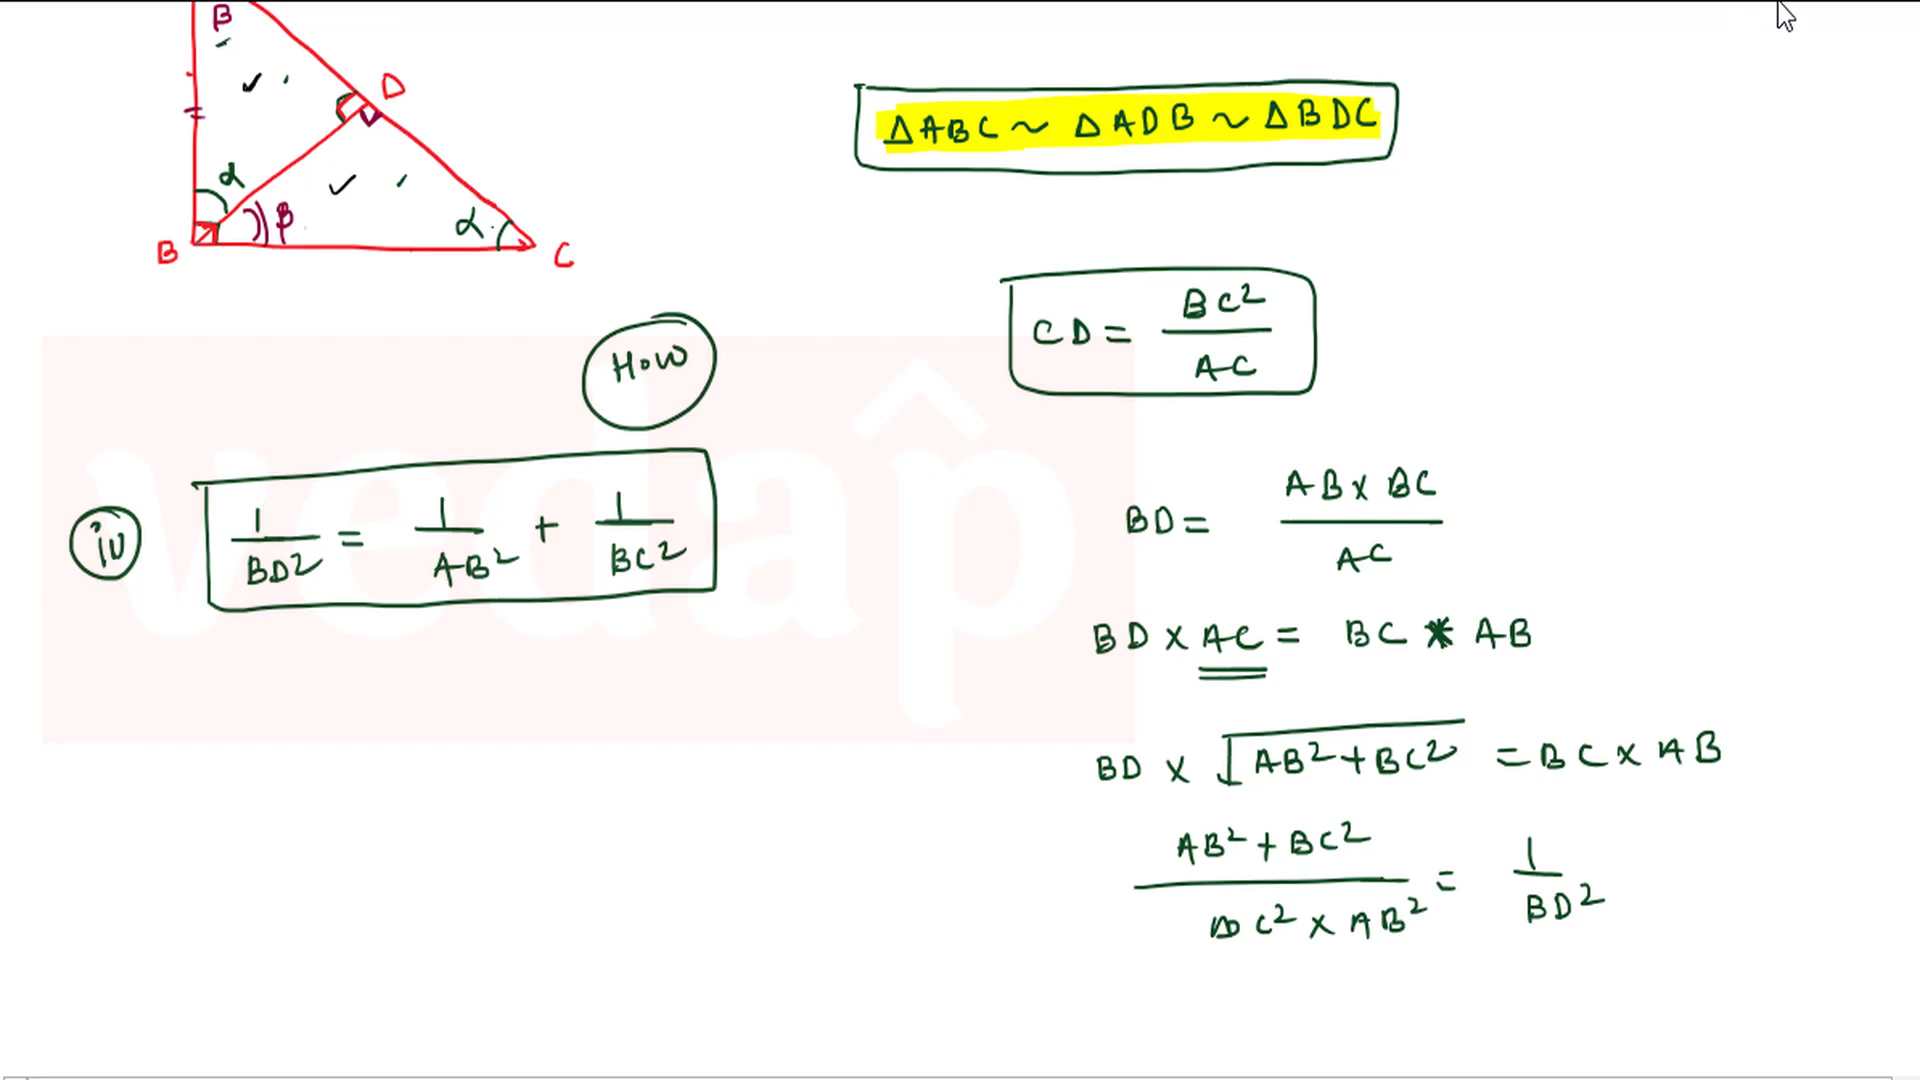 β
D
α
β
α
B
C
ΔABC ~ ΔADB ~ ΔBDC
CD = BC²/AC
How
(iv) 1/BD² = 1/AB² + 1/BC²
BD = AB × BC/AC
BD × AC = BC * AB
BD × √AB² + BC² = BC × AB
AB² + BC²/BC² × AB² = 1/BD²
vedap